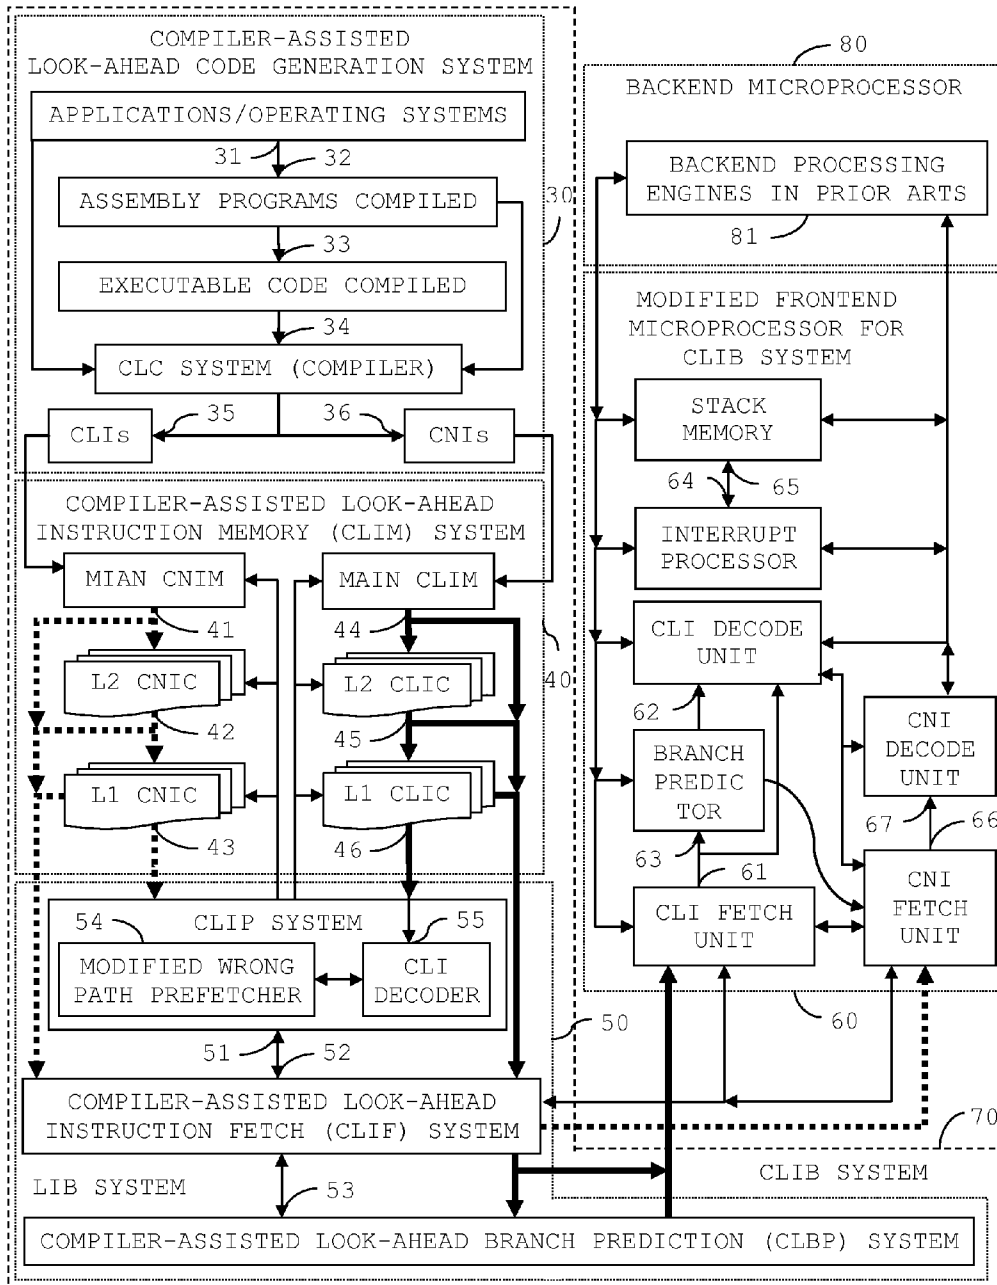 COMPILER-ASSISTED
LOOK-AHEAD CODE GENERATION SYSTEM
APPLICATIONS/OPERATING SYSTEMS
31
32
ASSEMBLY PROGRAMS COMPILED
30
33
EXECUTABLE CODE COMPILED
34
CLC SYSTEM (COMPILER)
35
36
CLIs
CNIs
COMPILER-ASSISTED LOOK-AHEAD
INSTRUCTION MEMORY (CLIM) SYSTEM
MIAN CNIM
MAIN CLIM
41
44
40
L2 CNIC
L2 CLIC
42
45
L1 CNIC
L1 CLIC
43
46
CLIP SYSTEM
54
55
MODIFIED WRONG
PATH PREFETCHER
CLI
DECODER
50
51
52
COMPILER-ASSISTED LOOK-AHEAD
INSTRUCTION FETCH (CLIF) SYSTEM
LIB SYSTEM
53
COMPILER-ASSISTED LOOK-AHEAD BRANCH PREDICTION (CLBP) SYSTEM
80
BACKEND MICROPROCESSOR
BACKEND PROCESSING
ENGINES IN PRIOR ARTS
81
MODIFIED FRONTEND
MICROPROCESSOR FOR
CLIB SYSTEM
STACK
MEMORY
64
65
INTERRUPT
PROCESSOR
CLI DECODE
UNIT
62
CNI
DECODE
UNIT
BRANCH
PREDIC
TOR
67
66
63
61
CNI
FETCH
UNIT
CLI FETCH
UNIT
60
70
CLIB SYSTEM